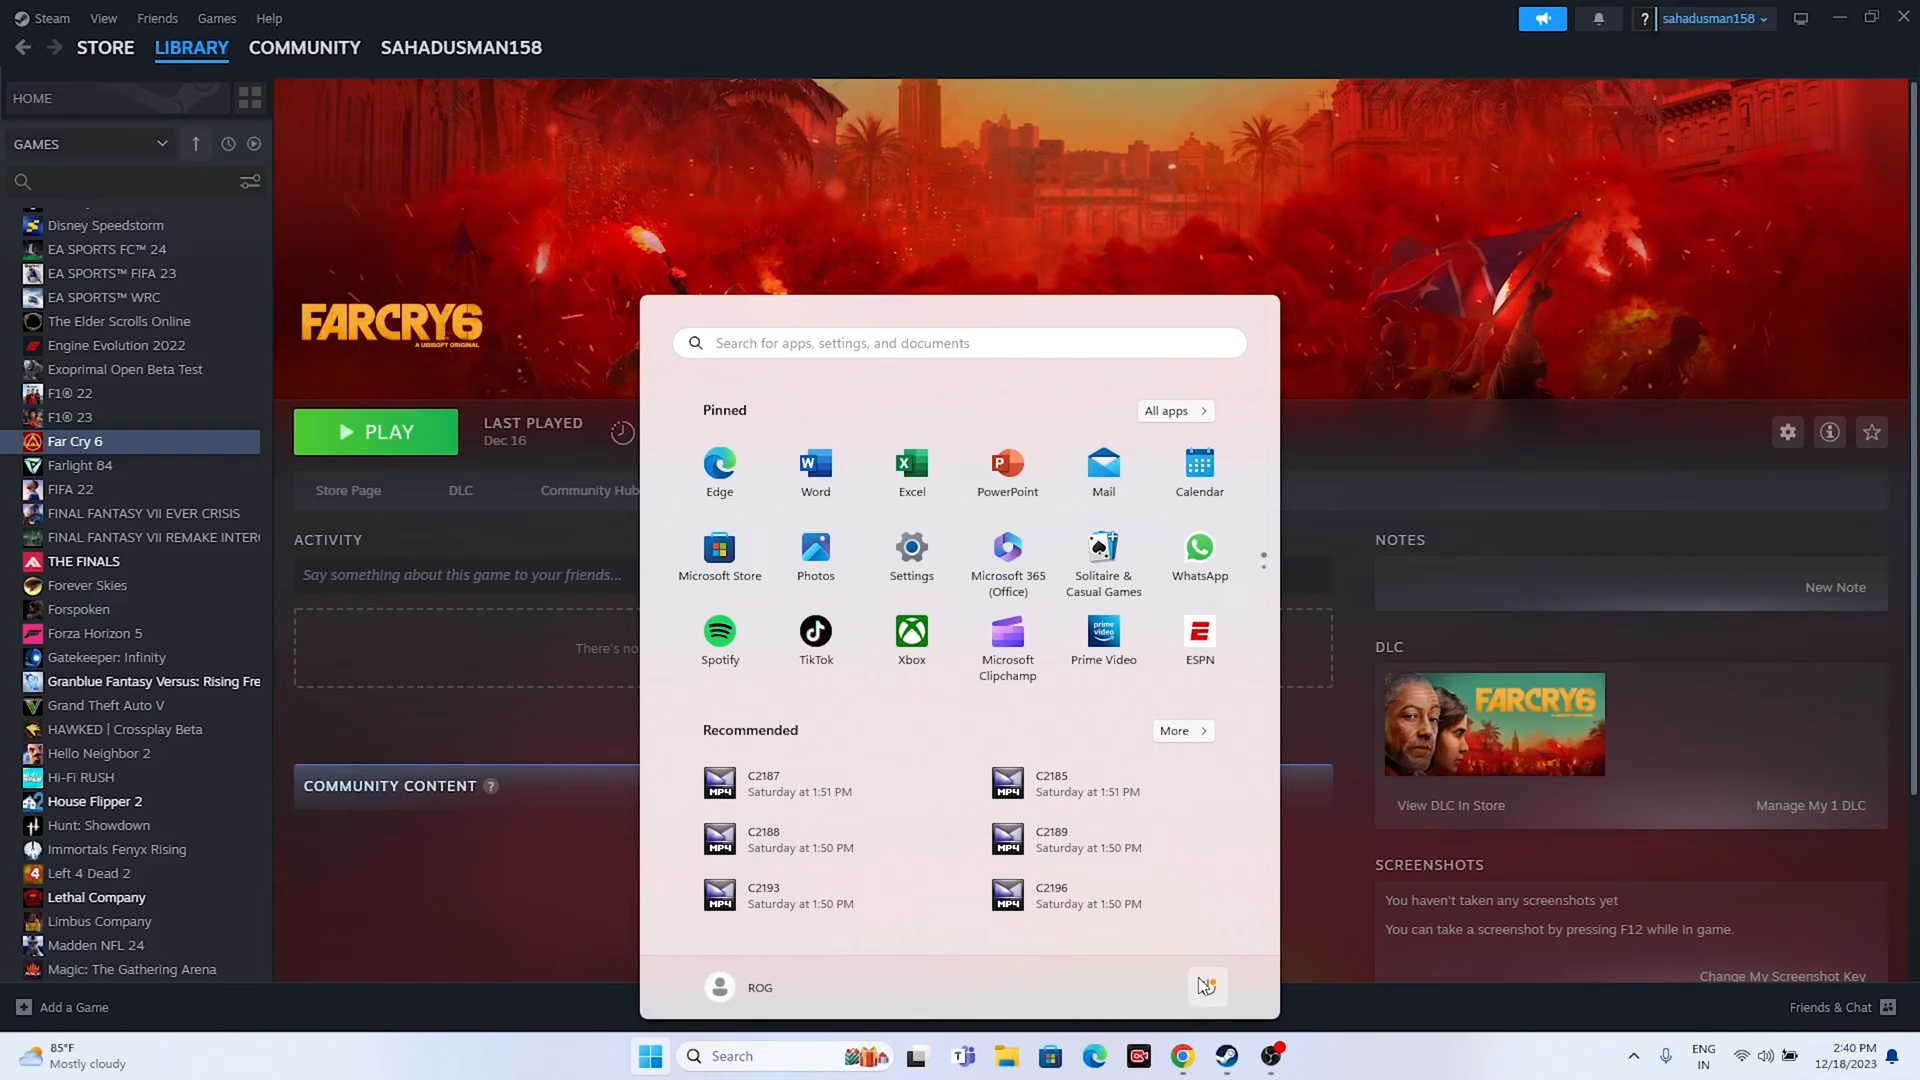 Steam View Friends Games Help
? sahadusman158
STORE LIBRARY COMMUNITY SAHADUSMAN158
HOME
GAMES
Disney Speedstorm
EA SPORTS FC™ 24
EA SPORTS™ FIFA 23
EA SPORTS™ WRC
The Elder Scrolls Online
Engine Evolution 2022
Exoprimal Open Beta Test
F1® 22
F1® 23
Far Cry 6
Farlight 84
FIFA 22
FINAL FANTASY VII EVER CRISIS
FINAL FANTASY VII REMAKE INTER
THE FINALS
Forever Skies
Forspoken
Forza Horizon 5
Gatekeeper: Infinity
Granblue Fantasy Versus: Rising Fre
Grand Theft Auto V
HAWKED | Crossplay Beta
Hello Neighbor 2
Hi-Fi RUSH
House Flipper 2
Hunt: Showdown
Immortals Fenyx Rising
Left 4 Dead 2
Lethal Company
Limbus Company
Madden NFL 24
Magic: The Gathering Arena
Add a Game
FARCRY6
A UBISOFT ORIGINAL
PLAY
LAST PLAYED
Dec 16
Store Page DLC Community Hub
ACTIVITY
Say something about this game to your friends...
There's no
COMMUNITY CONTENT ?
Search for apps, settings, and documents
Pinned
All apps
Edge Word Excel PowerPoint Mail Calendar
Microsoft Store Photos Settings Microsoft 365 (Office) Solitaire & Casual Games WhatsApp
prime video
Spotify TikTok Xbox Microsoft Clipchamp Prime Video ESPN
Recommended
More
MP4 C2187
Saturday at 1:51 PM
MP4 C2185
Saturday at 1:51 PM
MP4 C2188
Saturday at 1:50 PM
MP4 C2189
Saturday at 1:50 PM
MP4 C2193
Saturday at 1:50 PM
MP4 C2196
Saturday at 1:50 PM
ROG
NOTES
New Note
DLC
FARCRY6
View DLC In Store
Manage My 1 DLC
SCREENSHOTS
You haven't taken any screenshots yet
You can take a screenshot by pressing F12 while in game.
Change My Screenshot Key
Friends & Chat
85°F
Mostly cloudy
Search
ENG
IN
2:40 PM
12/18/2023